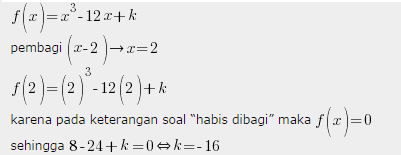 f(x)=x³-12x+k
pembagi (x-2)→x=2
f(2)=(2)³-12(2)+k
karena pada keterangan soal “habis dibagi” maka f(x)=0
sehingga 8-24+k=0⇔k=-16